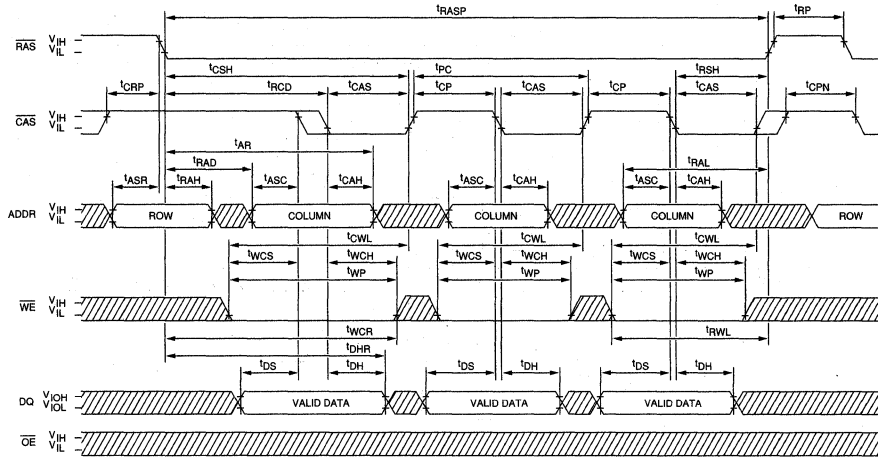 tRASP
tRP
RAS VIH
VIL
tCSH
tPC
tRSH
tCRP
tRCD
tCAS
tCP
tCAS
tCP
tCAS
tCPN
CAS VIH
VIL
tAR
tRAD
tRAL
tASR
tRAH
tASC
tCAH
tASC
tCAH
tASC
tCAH
ADDR VIH
VIL
ROW
COLUMN
COLUMN
COLUMN
ROW
tCWL
tCWL
tCWL
tWCS
tWCH
tWCS
tWCH
tWCS
tWCH
tWP
tWP
tWP
WE VIH
VIL
tWCR
tRWL
tDHR
tDS
tDH
tDS
tDH
tDS
tDH
DQ VIOH
VIOL
VALID DATA
VALID DATA
VALID DATA
OE VIH
VIL